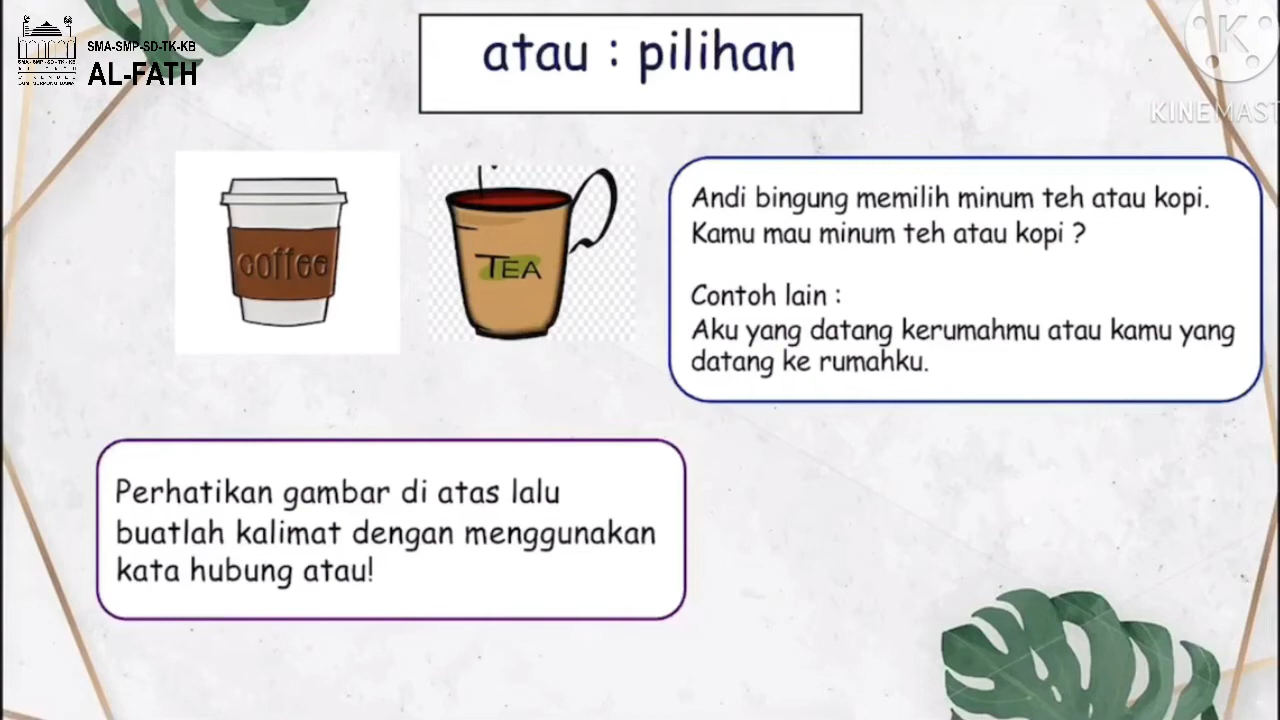 SMA-SMP-SD-TK-KB
AL-FATH
atau : pilihan
KINEMAST
coffee
TEA
Andi bingung memilih minum teh atau kopi.
Kamu mau minum teh atau kopi ?
Contoh lain :
Aku yang datang kerumahmu atau kamu yang
datang ke rumahku.
Perhatikan gambar di atas lalu
buatlah kalimat dengan menggunakan
kata hubung atau!